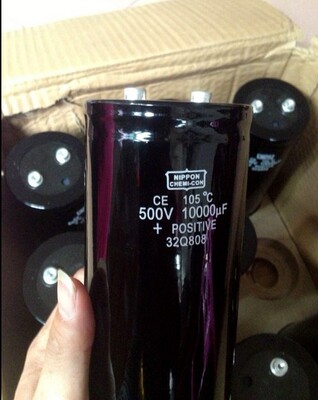 NIPPON
CHEMI-CON
CE 105°C
500V 10000µF
+ POSITIVE
32Q808